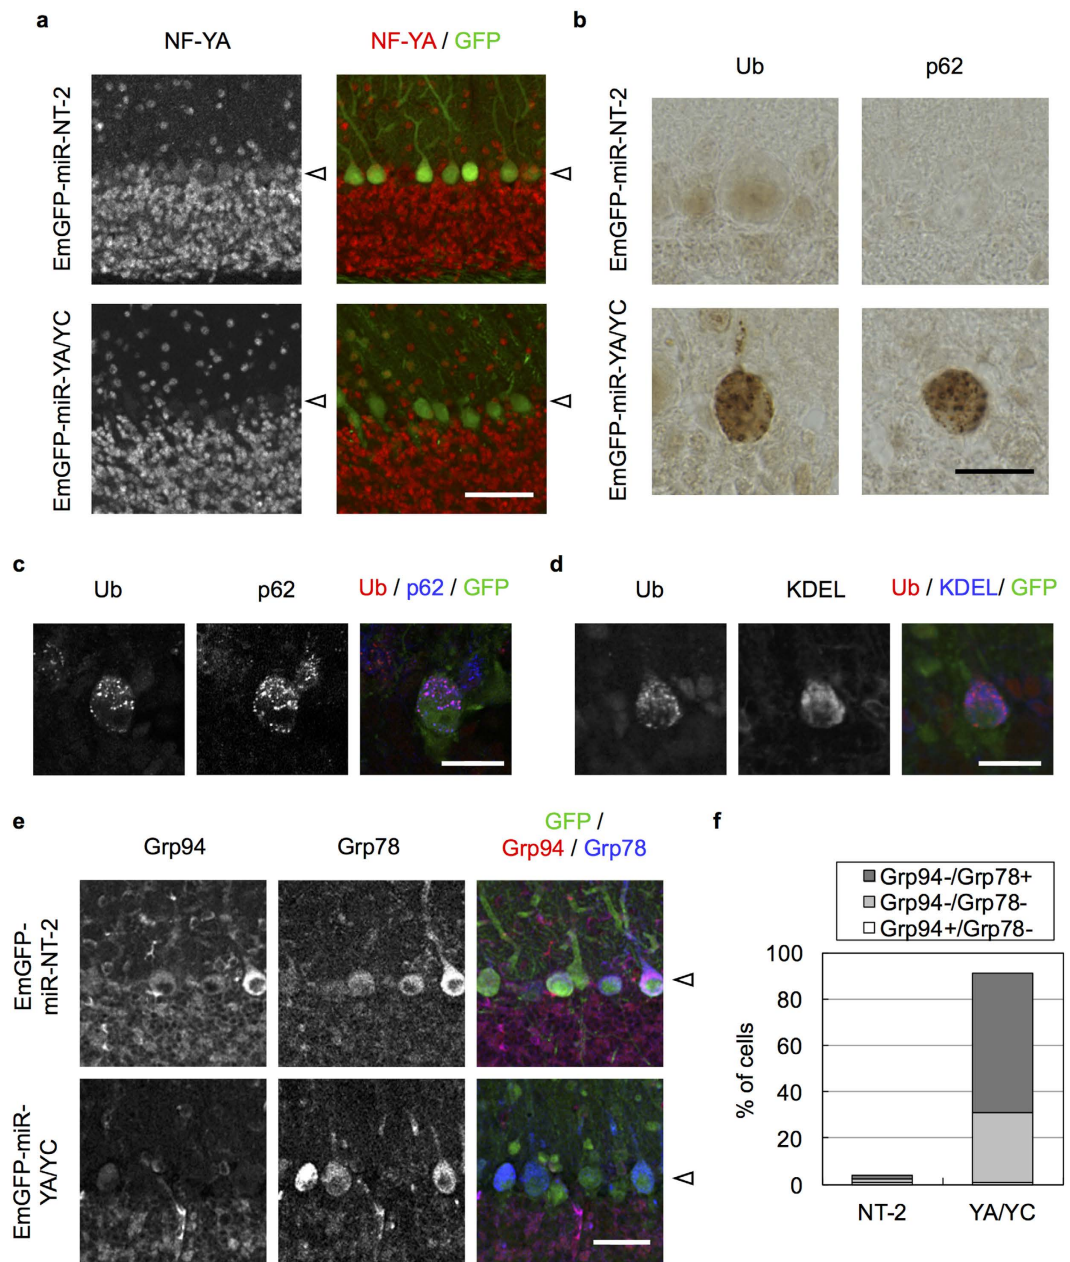 a
NF-YA
NF-YA / GFP
EmGFP-miR-NT-2
EmGFP-miR-YA/YC
b
Ub
p62
EmGFP-miR-NT-2
EmGFP-miR-YA/YC
c
Ub
p62
Ub / p62 / GFP
d
Ub
KDEL
Ub / KDEL/ GFP
e
Grp94
Grp78
GFP /
Grp94 / Grp78
EmGFP-
miR-NT-2
EmGFP-miR-
YA/YC
f
Grp94-/Grp78+
Grp94-/Grp78-
Grp94+/Grp78-
% of cells
100
80
60
40
20
0
NT-2
YA/YC